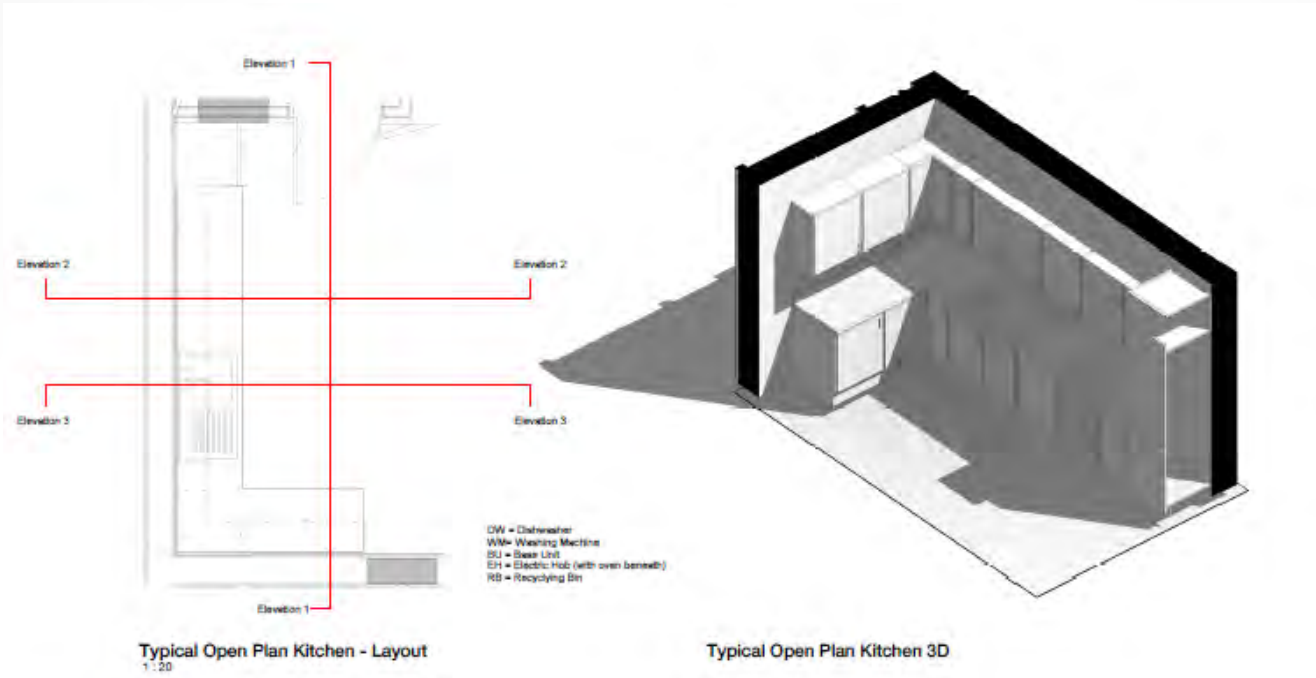 Elevation 1
Elevation 2
Elevation 2
Elevation 3
Elevation 3
DW = Dishwasher
WM= Washing Machine
BU = Base Unit
EH = Electric Hob (with oven beneath)
RB = Recyclying Bin
Elevation 1
Typical Open Plan Kitchen - Layout
1 : 20
Typical Open Plan Kitchen 3D